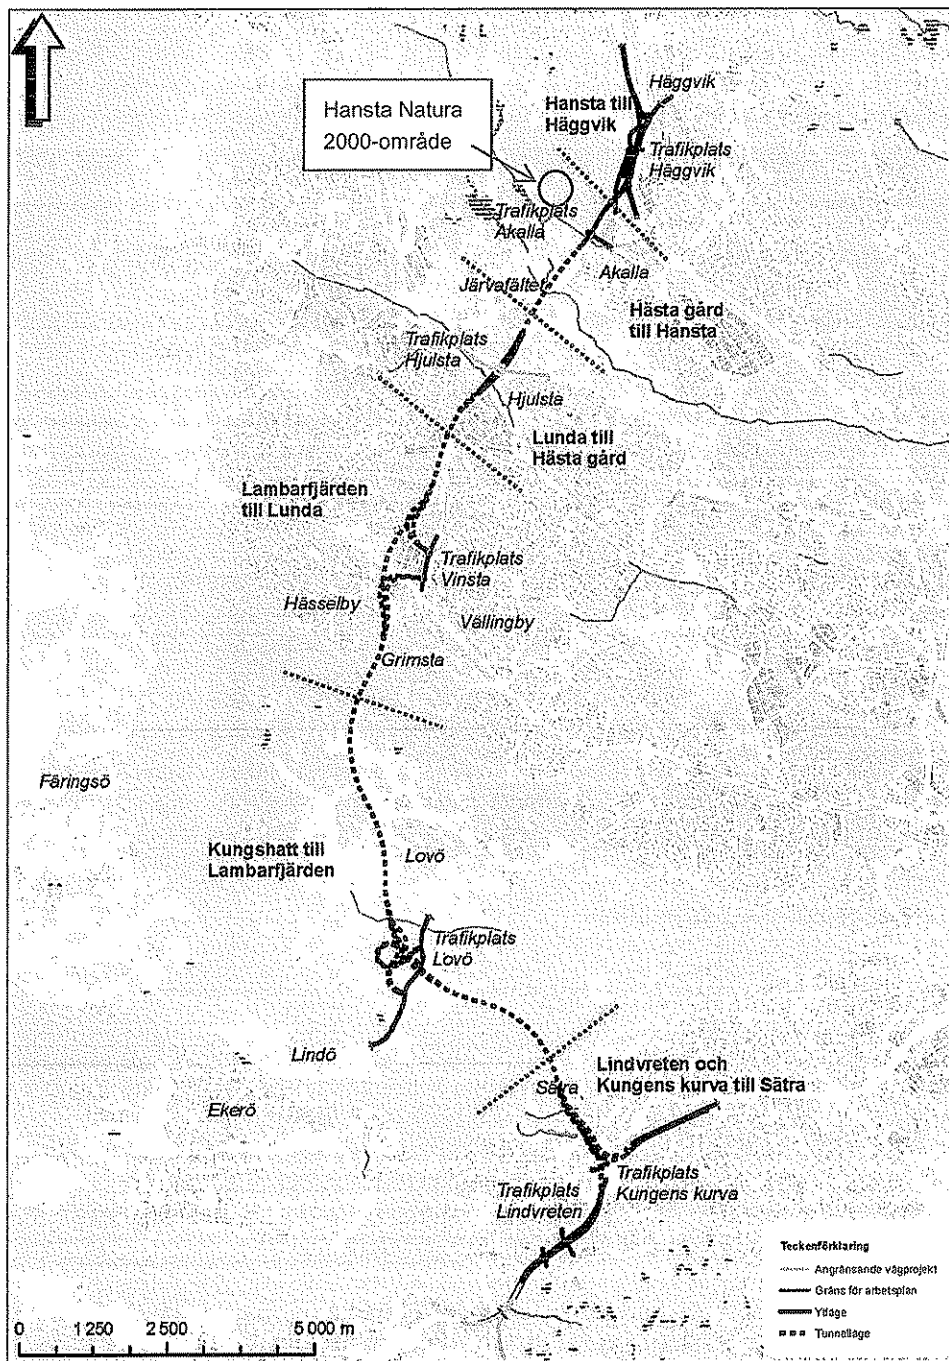 Hansta Natura
2000-område
Hansta till
Häggvik
Häggvik
Trafikplats
Häggvik
Trafikplats
Akalla
Akalla
Järvafältet
Hästa gård
till Hansta
Trafikplats
Hjulsta
Hjulsta
Lunda till
Hästa gård
Lambarfjärden
till Lunda
Trafikplats
Vinsta
Hässelby
Vällingby
Grimsta
Färingsö
Kungshatt till
Lambarfjärden
Lovö
Trafikplats
Lovö
Lindö
Ekerö
Lindvreten och
Kungens kurva till Sätra
Sätra
Trafikplats
Kungens kurva
Trafikplats
Lindvreten
Teckenförklaring
Angränsande vägprojekt
Gräns för arbetsplan
Ytläge
Tunnelläge
0 1 250 2 500 5 000 m